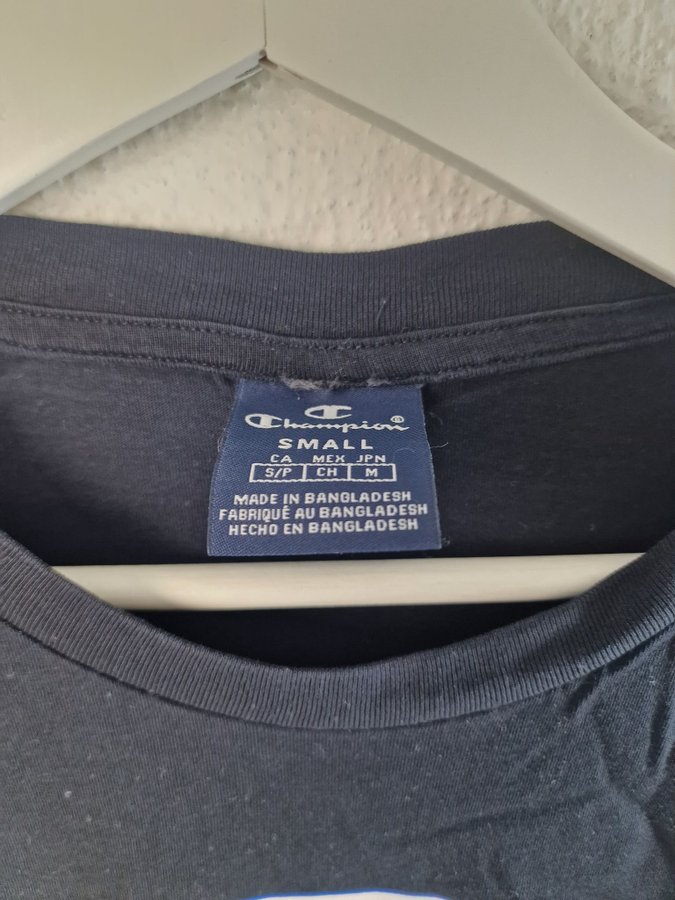 Champion®
SMALL
CA MEX JPN
S/P CH M
MADE IN BANGLADESH
FABRIQUÉ AU BANGLADESH
HECHO EN BANGLADESH